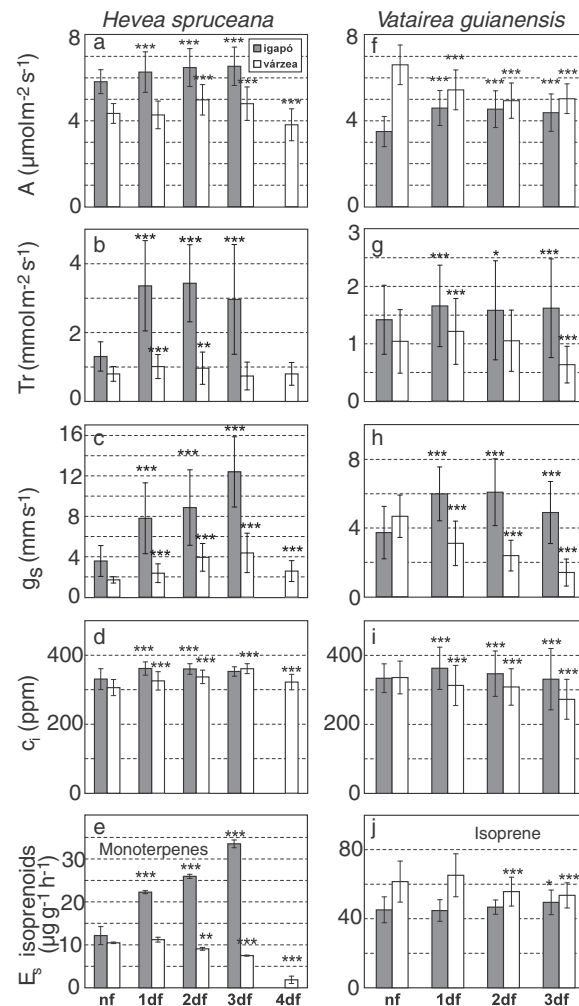 Hevea spruceana
Vatairea guianensis
a
igapó
várzea
A (µmol m⁻² s⁻¹)
8
4
0
*** *** *** *** *** ***
f
8
4
0
*** *** *** *** *** ***
b
Tr (mmol m⁻² s⁻¹)
4
2
0
*** *** *** *** **
g
3
2
1
0
*** *** * *** ***
c
gS (mm s⁻¹)
16
12
8
4
0
*** *** *** *** *** *** ***
h
8
4
0
*** *** *** *** *** ***
d
ci (ppm)
400
200
0
*** *** *** *** *** ***
i
400
200
0
*** *** *** *** *** ***
e
Monoterpenes
Es isoprenoids
(µg g⁻¹ h⁻¹)
30
20
10
0
*** *** *** ** *** ***
nf 1df 2df 3df 4df
j
Isoprene
80
60
40
0
*** * ***
nf 1df 2df 3df